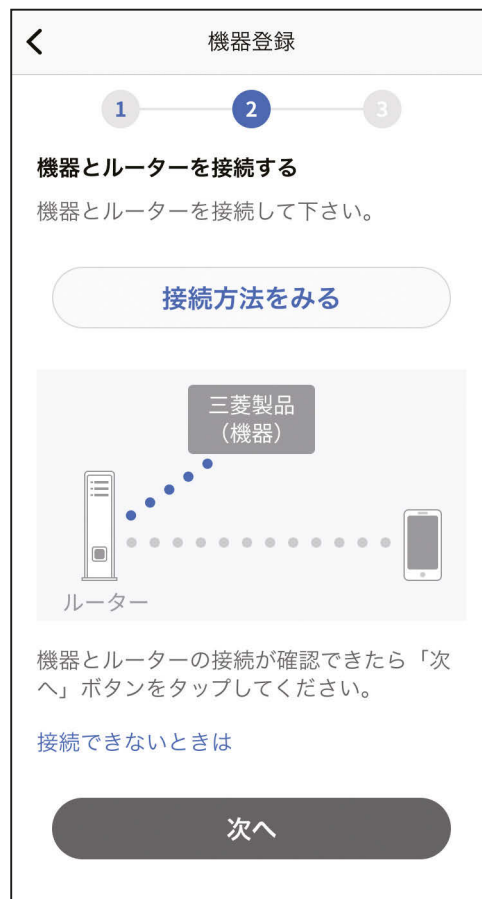 機器登録
1 2 3
機器とルーターを接続する
機器とルーターを接続して下さい。
接続方法をみる
三菱製品
（機器）
ルーター
機器とルーターの接続が確認できたら「次
へ」ボタンをタップしてください。
接続できないときは
次へ